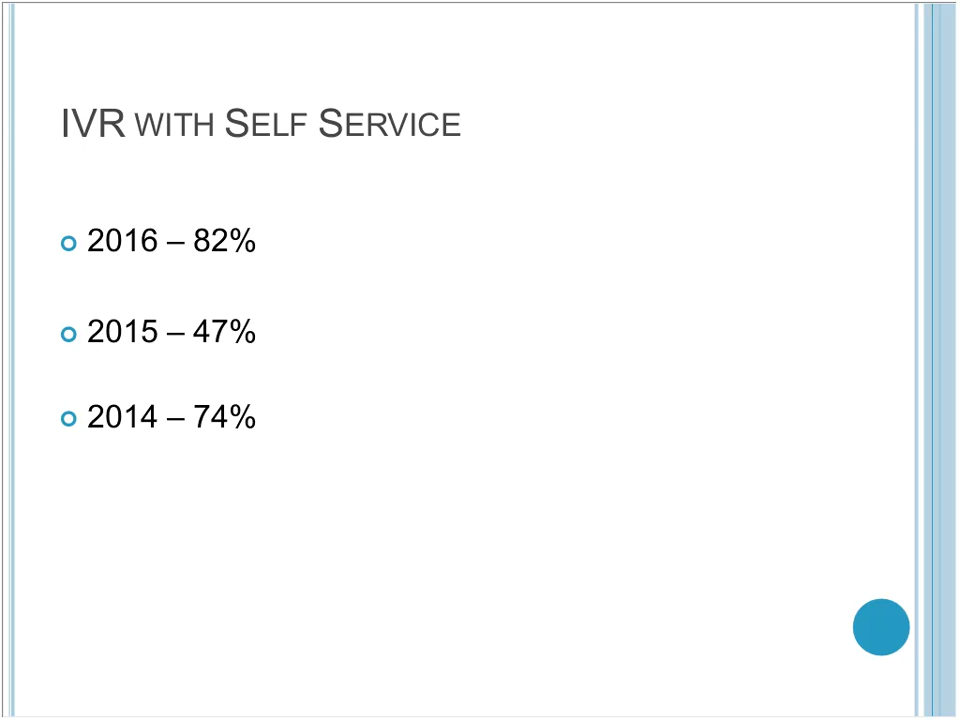 IVR with Self Service
2016 – 82%
2015 – 47%
2014 – 74%